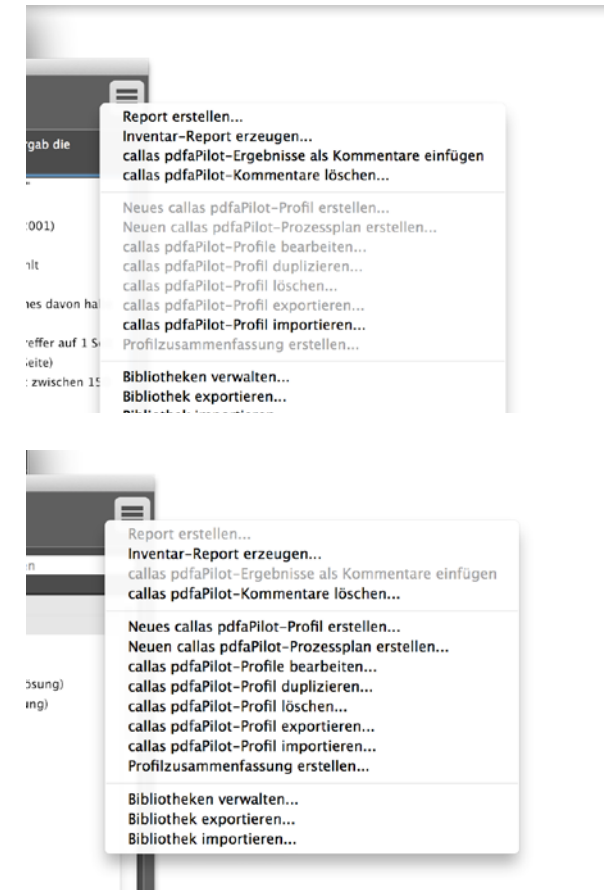 Report erstellen...
Inventar-Report erzeugen...
rgab die
callas pdfaPilot-Ergebnisse als Kommentare einfügen
callas pdfaPilot-Kommentare löschen...
Neues callas pdfaPilot-Profil erstellen...
:001)
Neuen callas pdfaPilot-Prozessplan erstellen...
callas pdfaPilot-Profile bearbeiten...
hlt
callas pdfaPilot-Profil duplizieren...
callas pdfaPilot-Profil löschen...
nes davon ha
callas pdfaPilot-Profil exportieren...
callas pdfaPilot-Profil importieren...
reffer auf 1 S
Profilzusammenfassung erstellen...
eite)
Bibliotheken verwalten...
t zwischen 15
Bibliothek exportieren...
Bibliothek importieren...
Report erstellen...
Inventar-Report erzeugen...
en
callas pdfaPilot-Ergebnisse als Kommentare einfügen
callas pdfaPilot-Kommentare löschen...
Neues callas pdfaPilot-Profil erstellen...
Neuen callas pdfaPilot-Prozessplan erstellen...
callas pdfaPilot-Profile bearbeiten...
ösung)
callas pdfaPilot-Profil duplizieren...
ung)
callas pdfaPilot-Profil löschen...
callas pdfaPilot-Profil exportieren...
callas pdfaPilot-Profil importieren...
Profilzusammenfassung erstellen...
Bibliotheken verwalten...
Bibliothek exportieren...
Bibliothek importieren...